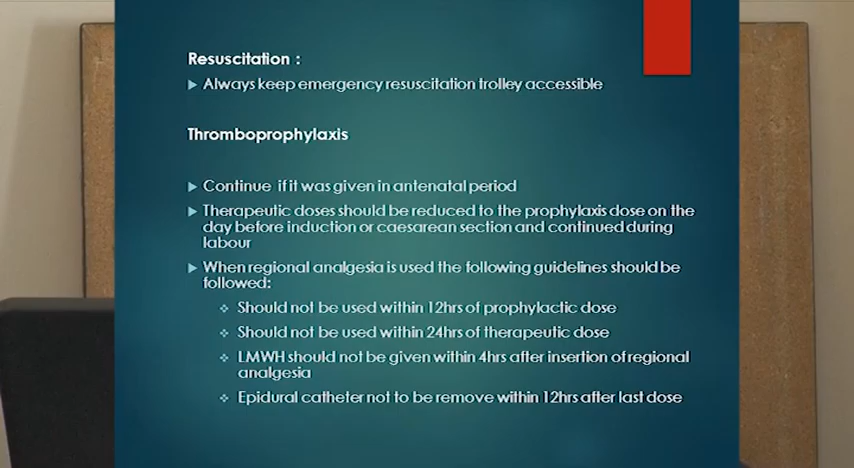 Resuscitation :
Always keep emergency resuscitation trolley accessible
Thromboprophylaxis
Continue if it was given in antenatal period
Therapeutic doses should be reduced to the prophylaxis dose on the
day before induction or caesarean section and continued during
labour
When regional analgesia is used the following guidelines should be
followed:
Should not be used within 12hrs of prophylactic dose
Should not be used within 24hrs of therapeutic dose
LMWH should not be given within 4hrs after insertion of regional
analgesia
Epidural catheter not to be remove within 12hrs after last dose